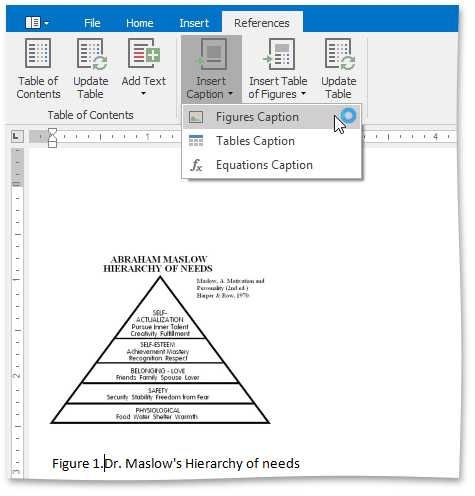 File Home Insert References
Table of Contents
Update Table
Add Text
Insert Caption
Insert Table of Figures
Update Table
Table of Contents
Captions
Figures Caption
Tables Caption
Equations Caption
L 1 4
ABRAHAM MASLOW
HIERARCHY OF NEEDS
Maslow, A. Motivation and
Personality (2nd ed.)
Harper & Row, 1970
SELF-
ACTUALIZATION
Pursue Inner Talent
Creativity Fulfillment
SELF-ESTEEM
Achievement Mastery
Recognition Respect
BELONGING - LOVE
Friends Family Spouse Lover
SAFETY
Security Stability Freedom from Fear
PHYSIOLOGICAL
Food Water Shelter Warmth
1
2
3
Figure 1.Dr. Maslow's Hierarchy of needs